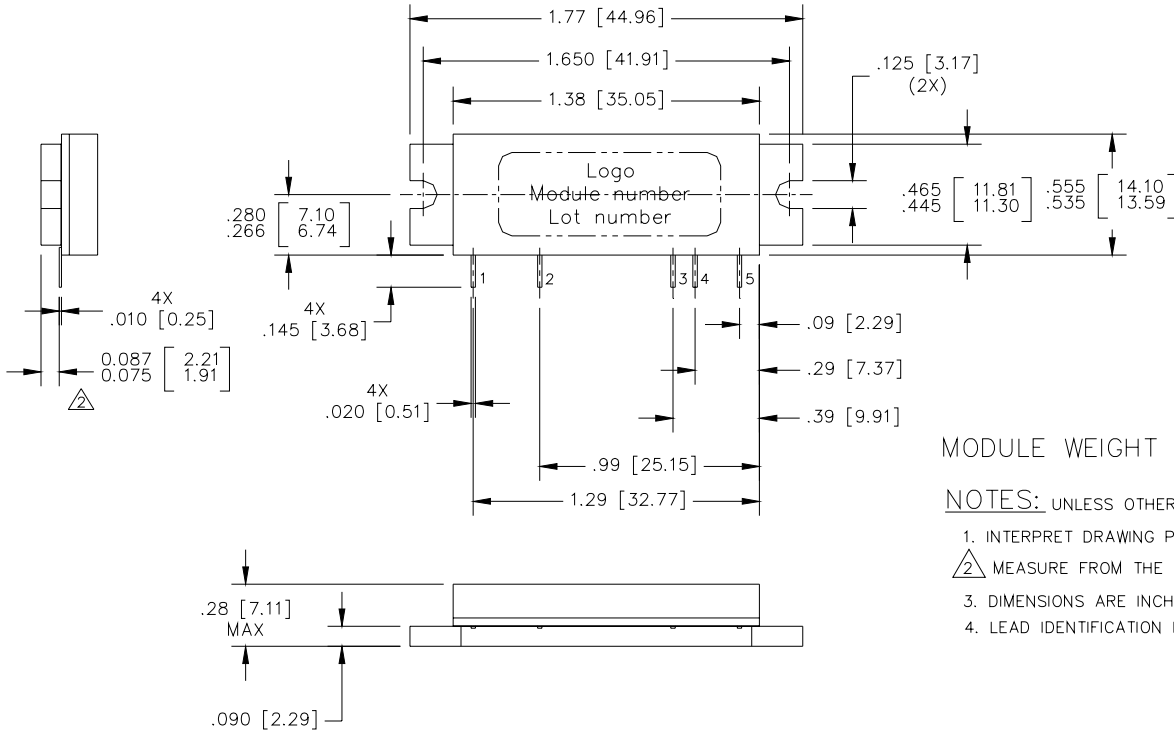 1.77 [44.96]
1.650 [41.91]
1.38 [35.05]
.125 [3.17]
(2X)
Logo
Module number
Lot number
.280 [7.10]
.266 [6.74]
.465 [11.81]
.445 [11.30]
.555 [14.10]
.535 [13.59]
1
2
3
4
5
4X
.010 [0.25]
4X
.145 [3.68]
0.087 [2.21]
0.075 [1.91]
2
4X
.020 [0.51]
.09 [2.29]
.29 [7.37]
.39 [9.91]
.99 [25.15]
1.29 [32.77]
MODULE WEIGHT
NOTES: UNLESS OTHER
1. INTERPRET DRAWING P
2 MEASURE FROM THE
3. DIMENSIONS ARE INCH
4. LEAD IDENTIFICATION
.28 [7.11]
MAX
.090 [2.29]